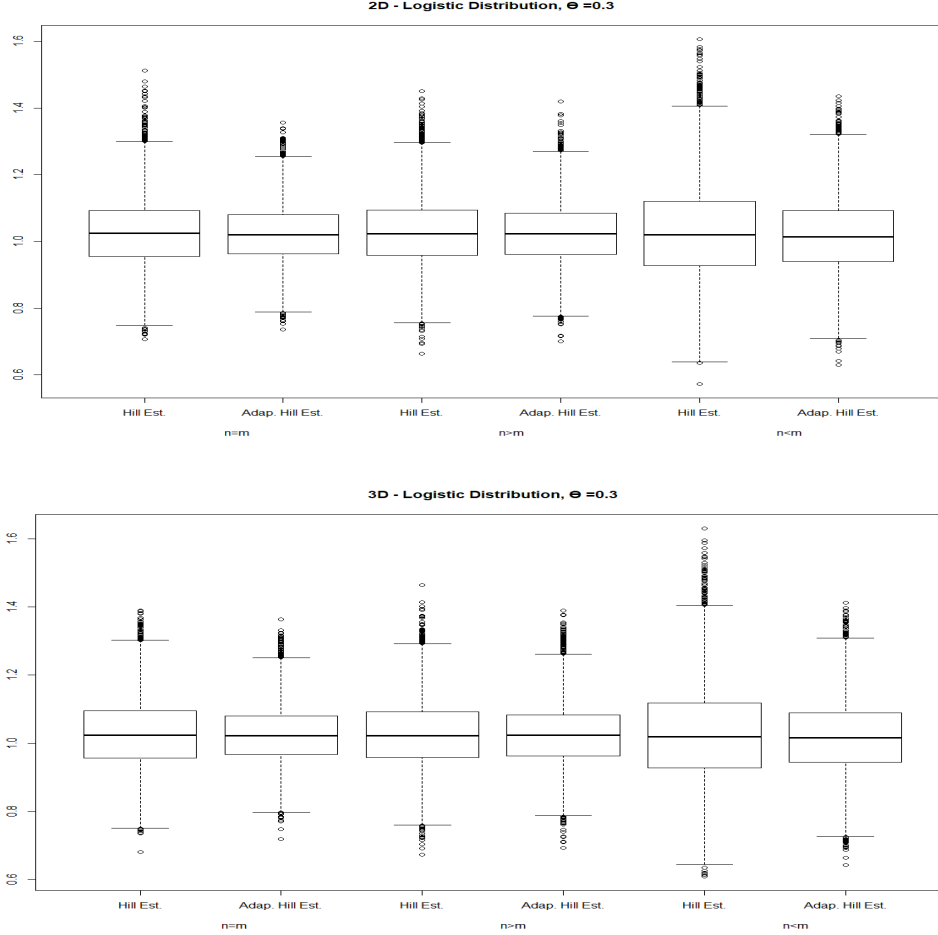 2D - Logistic Distribution, Ө =0.3
1.6
1.4
1.2
1.0
0.8
0.6
Hill Est. Adap. Hill Est. Hill Est. Adap. Hill Est. Hill Est. Adap. Hill Est.
n=m n>m n<m
3D - Logistic Distribution, Ө =0.3
1.6
1.4
1.2
1.0
0.8
0.6
Hill Est. Adap. Hill Est. Hill Est. Adap. Hill Est. Hill Est. Adap. Hill Est.
n=m n>m n<m